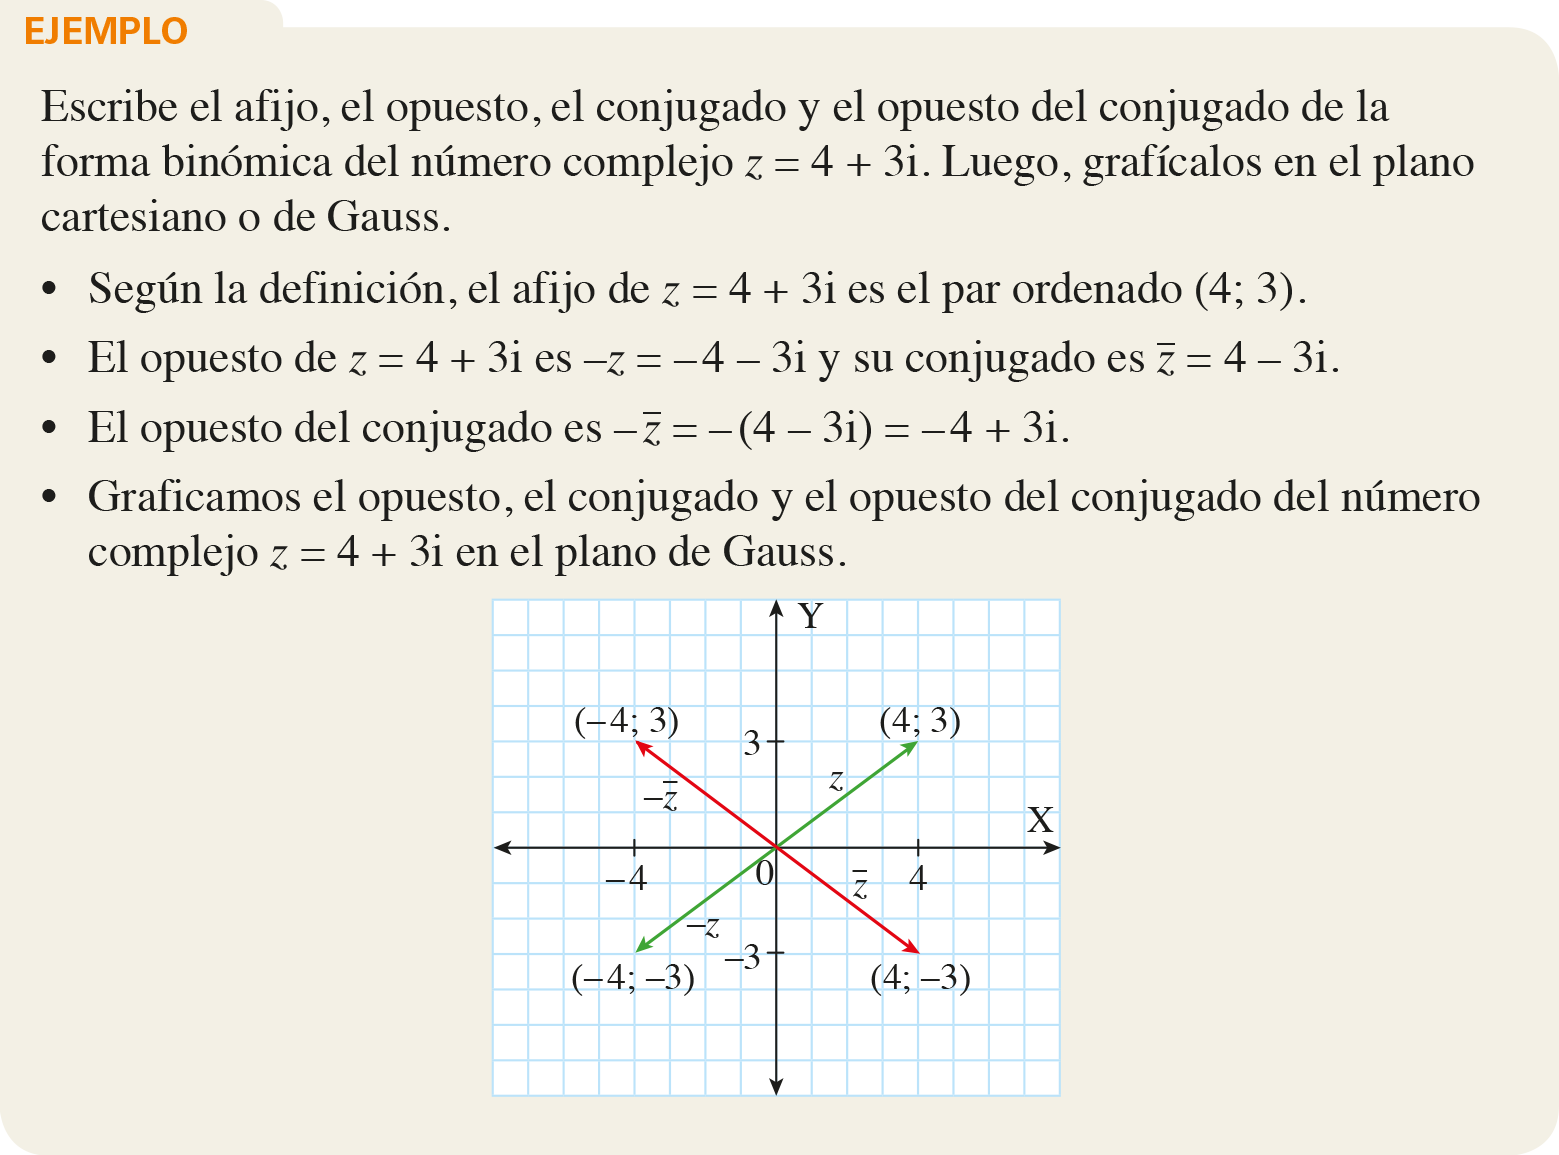 EJEMPLO
Escribe el afijo, el opuesto, el conjugado y el opuesto del conjugado de la
forma binómica del número complejo z = 4 + 3i. Luego, grafícalos en el plano
cartesiano o de Gauss.
• Según la definición, el afijo de z = 4 + 3i es el par ordenado (4; 3).
• El opuesto de z = 4 + 3i es –z = –4 – 3i y su conjugado es z̅ = 4 – 3i.
• El opuesto del conjugado es –z̅ = –(4 – 3i) = –4 + 3i.
• Graficamos el opuesto, el conjugado y el opuesto del conjugado del número
complejo z = 4 + 3i en el plano de Gauss.
Y
(–4; 3)
(4; 3)
3
z
–z̅
X
0
–4
z̅
4
–z
–3
(–4; –3)
(4; –3)